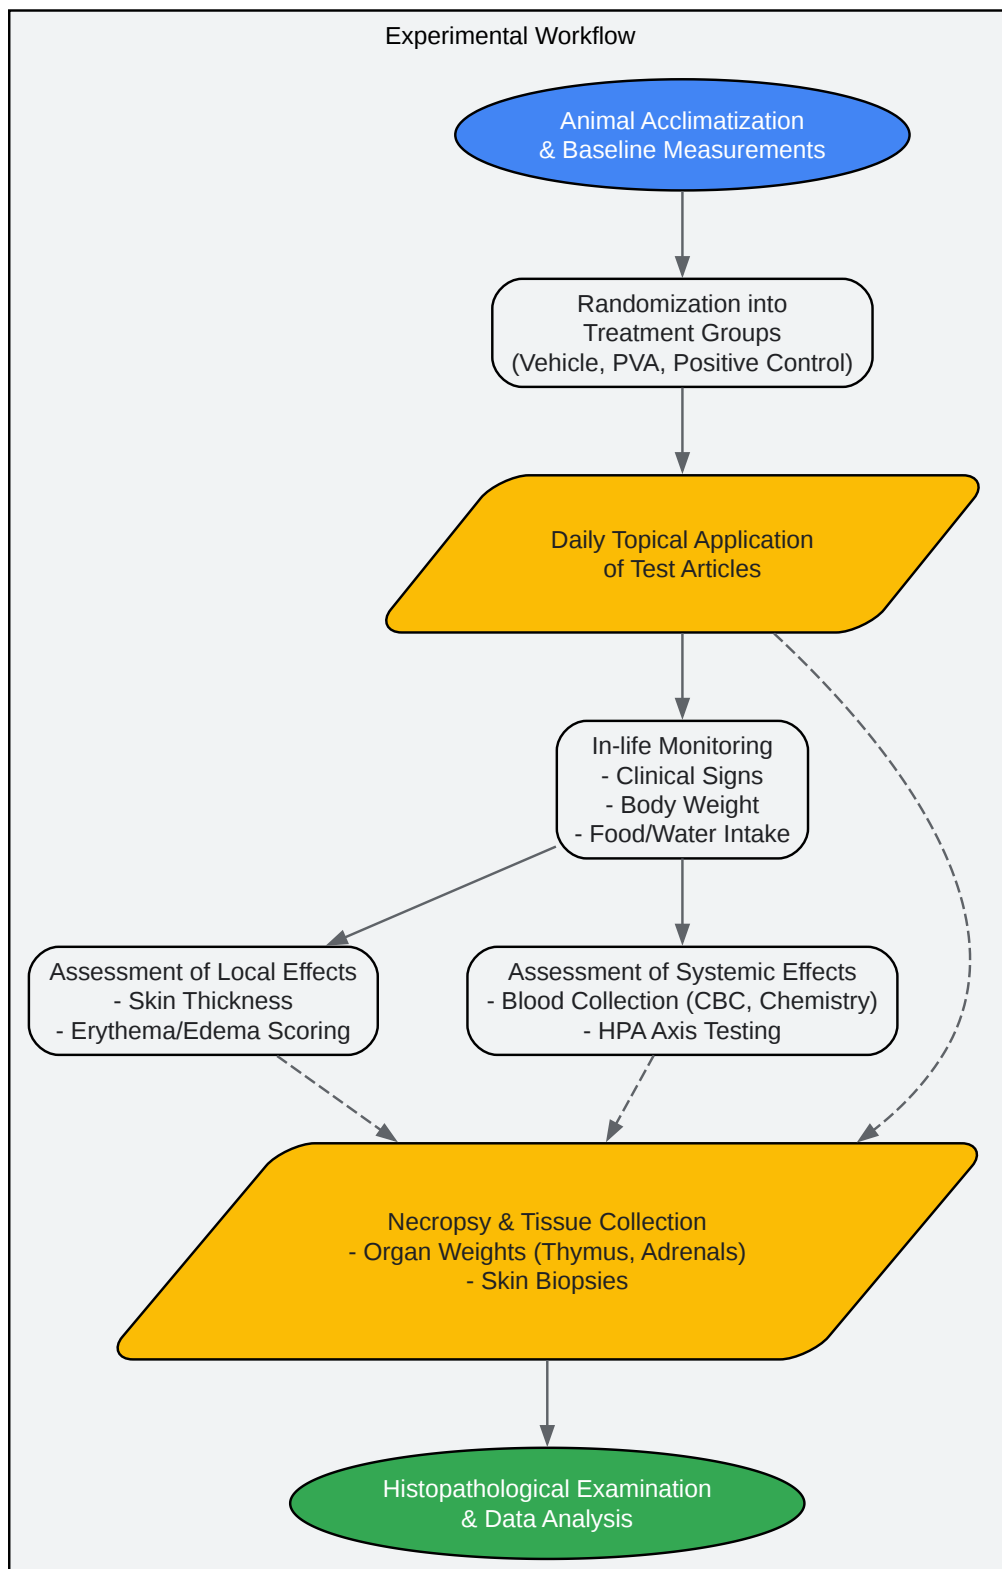 Experimental Workflow
Animal Acclimatization
& Baseline Measurements
Randomization into
Treatment Groups
(Vehicle, PVA, Positive Control)
Daily Topical Application
of Test Articles
In-life Monitoring
- Clinical Signs
- Body Weight
- Food/Water Intake
Assessment of Local Effects
- Skin Thickness
- Erythema/Edema Scoring
Assessment of Systemic Effects
- Blood Collection (CBC, Chemistry)
- HPA Axis Testing
Necropsy & Tissue Collection
- Organ Weights (Thymus, Adrenals)
- Skin Biopsies
Histopathological Examination
& Data Analysis